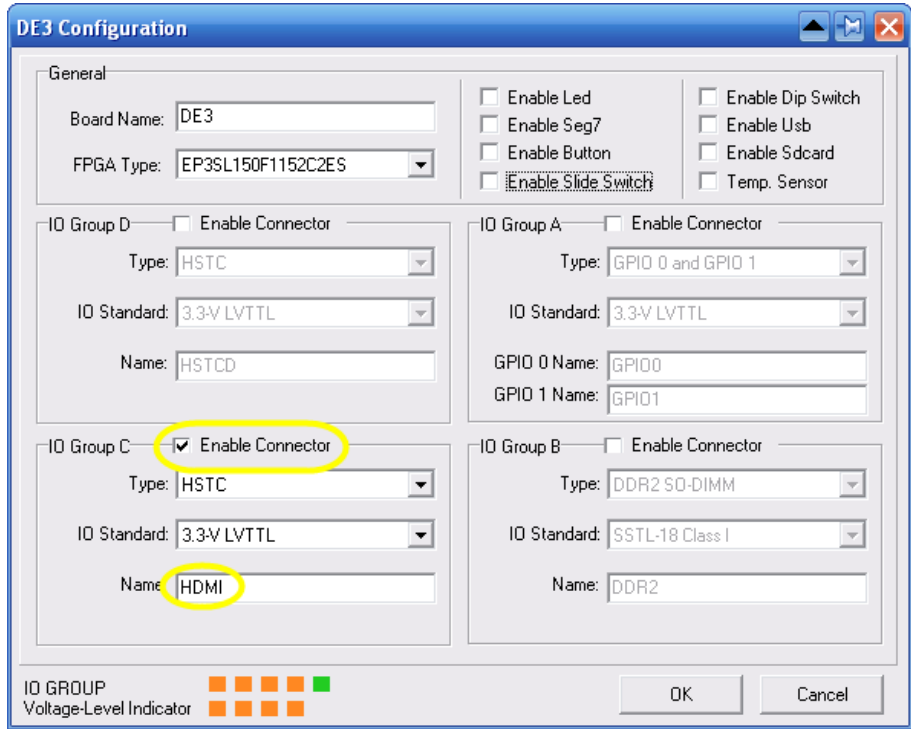 DE3 Configuration
General
Board Name: DE3
FPGA Type: EP3SL150F1152C2ES
Enable Led
Enable Seg7
Enable Button
Enable Slide Switch
Enable Dip Switch
Enable Usb
Enable Sdcard
Temp. Sensor
IO Group D Enable Connector
Type: HSTC
IO Standard: 3.3-V LVTTL
Name: HSTCD
IO Group A Enable Connector
Type: GPIO 0 and GPIO 1
IO Standard: 3.3-V LVTTL
GPIO 0 Name: GPIO0
GPIO 1 Name: GPIO1
IO Group C Enable Connector
Type: HSTC
IO Standard: 3.3-V LVTTL
Name HDMI
IO Group B Enable Connector
Type: DDR2 SO-DIMM
IO Standard: SSTL-18 Class I
Name: DDR2
IO GROUP
Voltage-Level Indicator
OK
Cancel